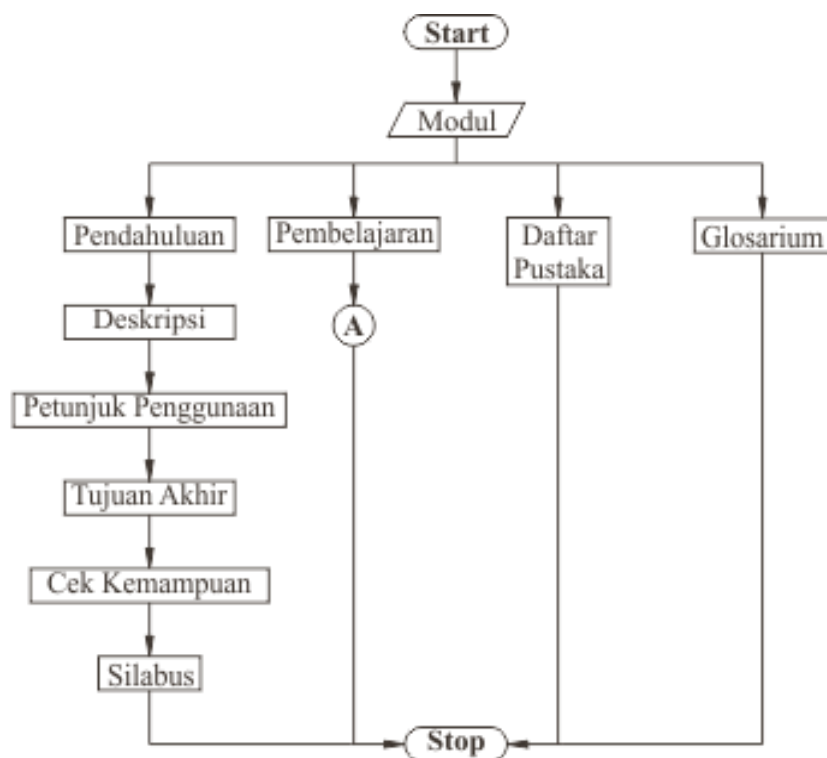 Start
Modul
Pendahuluan
Pembelajaran
Daftar
Pustaka
Glosarium
Deskripsi
A
Petunjuk Penggunaan
Tujuan Akhir
Cek Kemampuan
Silabus
Stop